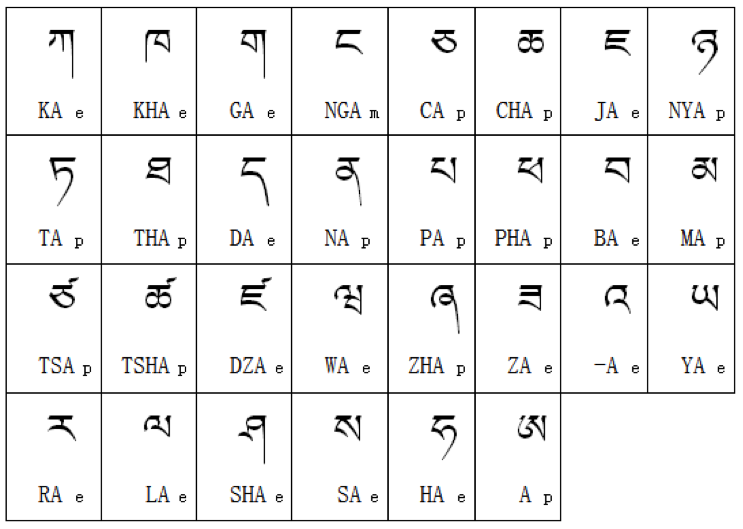 ཀ ཁ ག ང ཅ ཆ ཇ ཉ
KA e KHA e GA e NGA m CA p CHA p JA e NYA p
ཏ ཐ ད ན པ ཕ བ མ
TA p THA p DA e NA p PA p PHA p BA e MA p
ཙ ཚ ཛ ཝ ཞ ཟ འ ཡ
TSA p TSHA p DZA e WA e ZHA p ZA e -A e YA e
ར ལ ཤ ས ཧ ཨ
RA e LA e SHA e SA e HA e A p